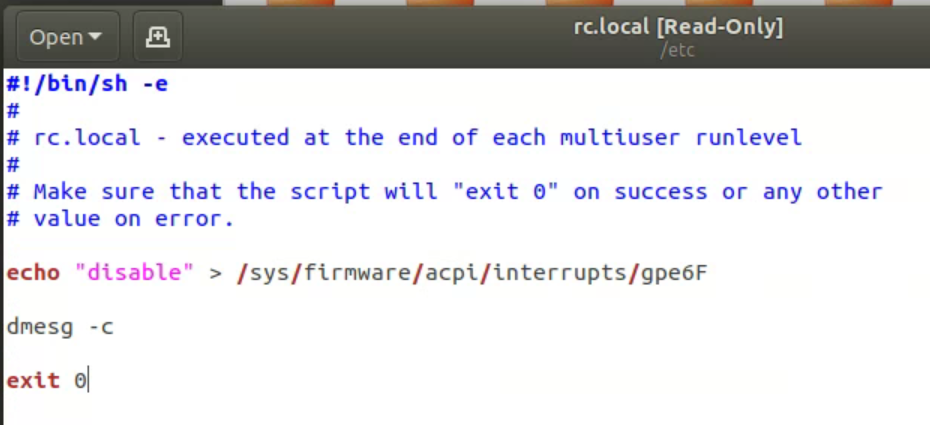 Open
rc.local [Read-Only]
/etc
#!/bin/sh -e
#
# rc.local - executed at the end of each multiuser runlevel
#
# Make sure that the script will "exit 0" on success or any other
# value on error.
echo "disable" > /sys/firmware/acpi/interrupts/gpe6F
dmesg -c
exit 0